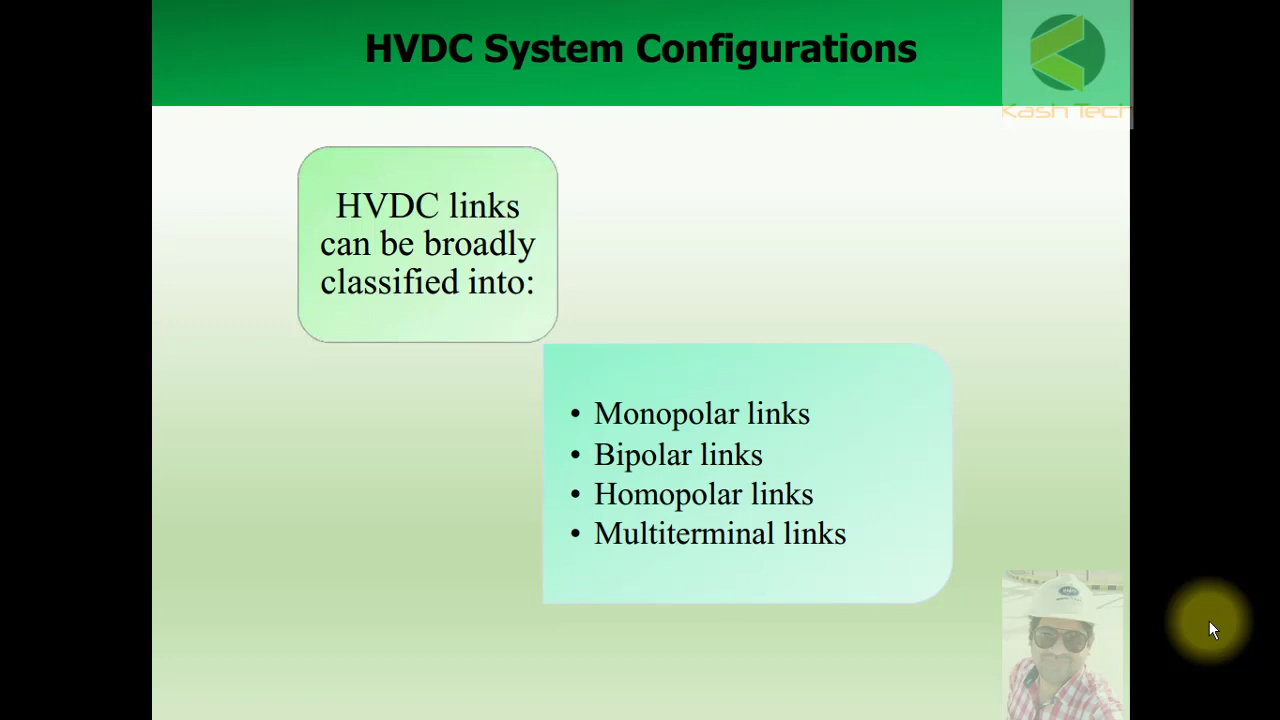 HVDC System Configurations
Kash Tech
HVDC links
can be broadly
classified into:
• Monopolar links
• Bipolar links
• Homopolar links
• Multiterminal links